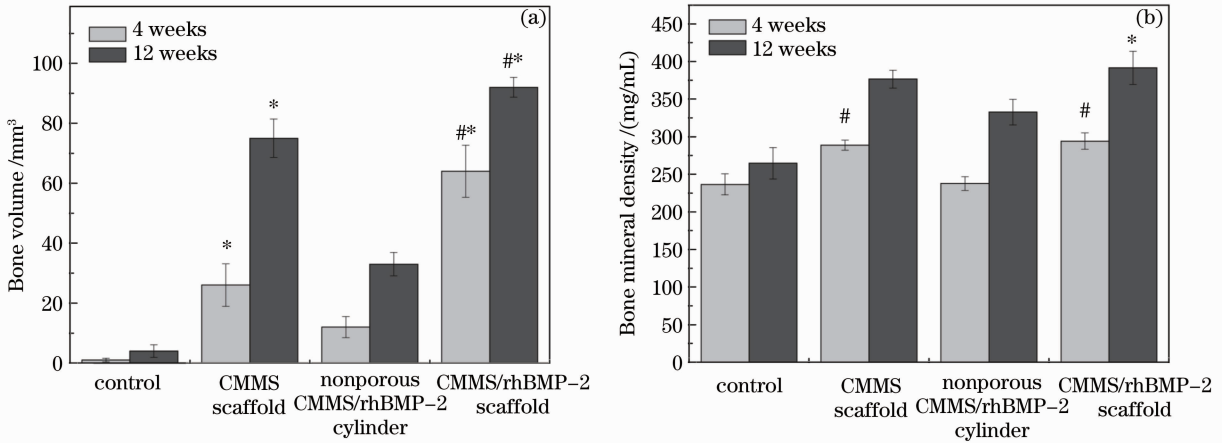 (a)
4 weeks
12 weeks
Bone volume /mm³
100
80
60
40
20
0
*
*
#*
#*
control
CMMS
scaffold
nonporous
CMMS/rhBMP-2
cylinder
CMMS/rhBMP-2
scaffold
(b)
4 weeks
12 weeks
Bone mineral density /(mg/mL)
450
400
350
300
250
200
150
100
50
0
#
#
*
control
CMMS
scaffold
nonporous
CMMS/rhBMP-2
cylinder
CMMS/rhBMP-2
scaffold